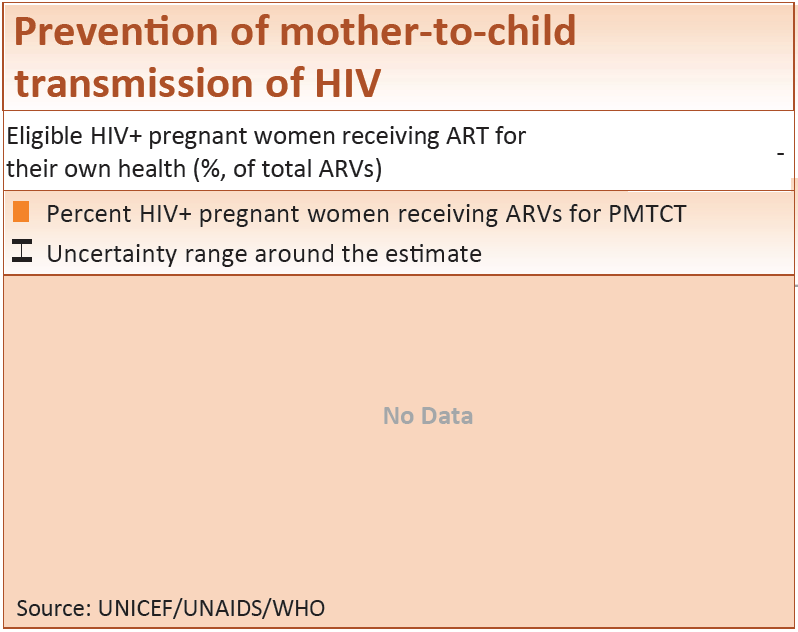 Prevention of mother-to-child
transmission of HIV
Eligible HIV+ pregnant women receiving ART for
their own health (%, of total ARVs)
-
Percent HIV+ pregnant women receiving ARVs for PMTCT
Uncertainty range around the estimate
No Data
Source: UNICEF/UNAIDS/WHO